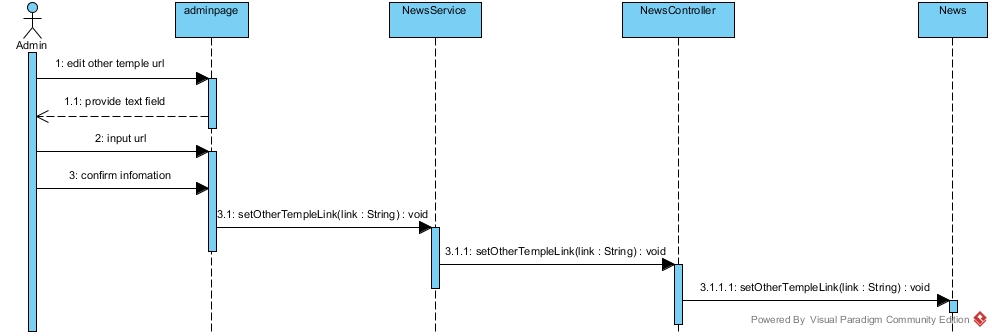 adminpage
NewsService
NewsController
News
Admin
1: edit other temple url
1.1: provide text field
2: input url
3: confirm infomation
3.1: setOtherTempleLink(link : String) : void
3.1.1: setOtherTempleLink(link : String) : void
3.1.1.1: setOtherTempleLink(link : String) : void
Powered By Visual Paradigm Community Edition